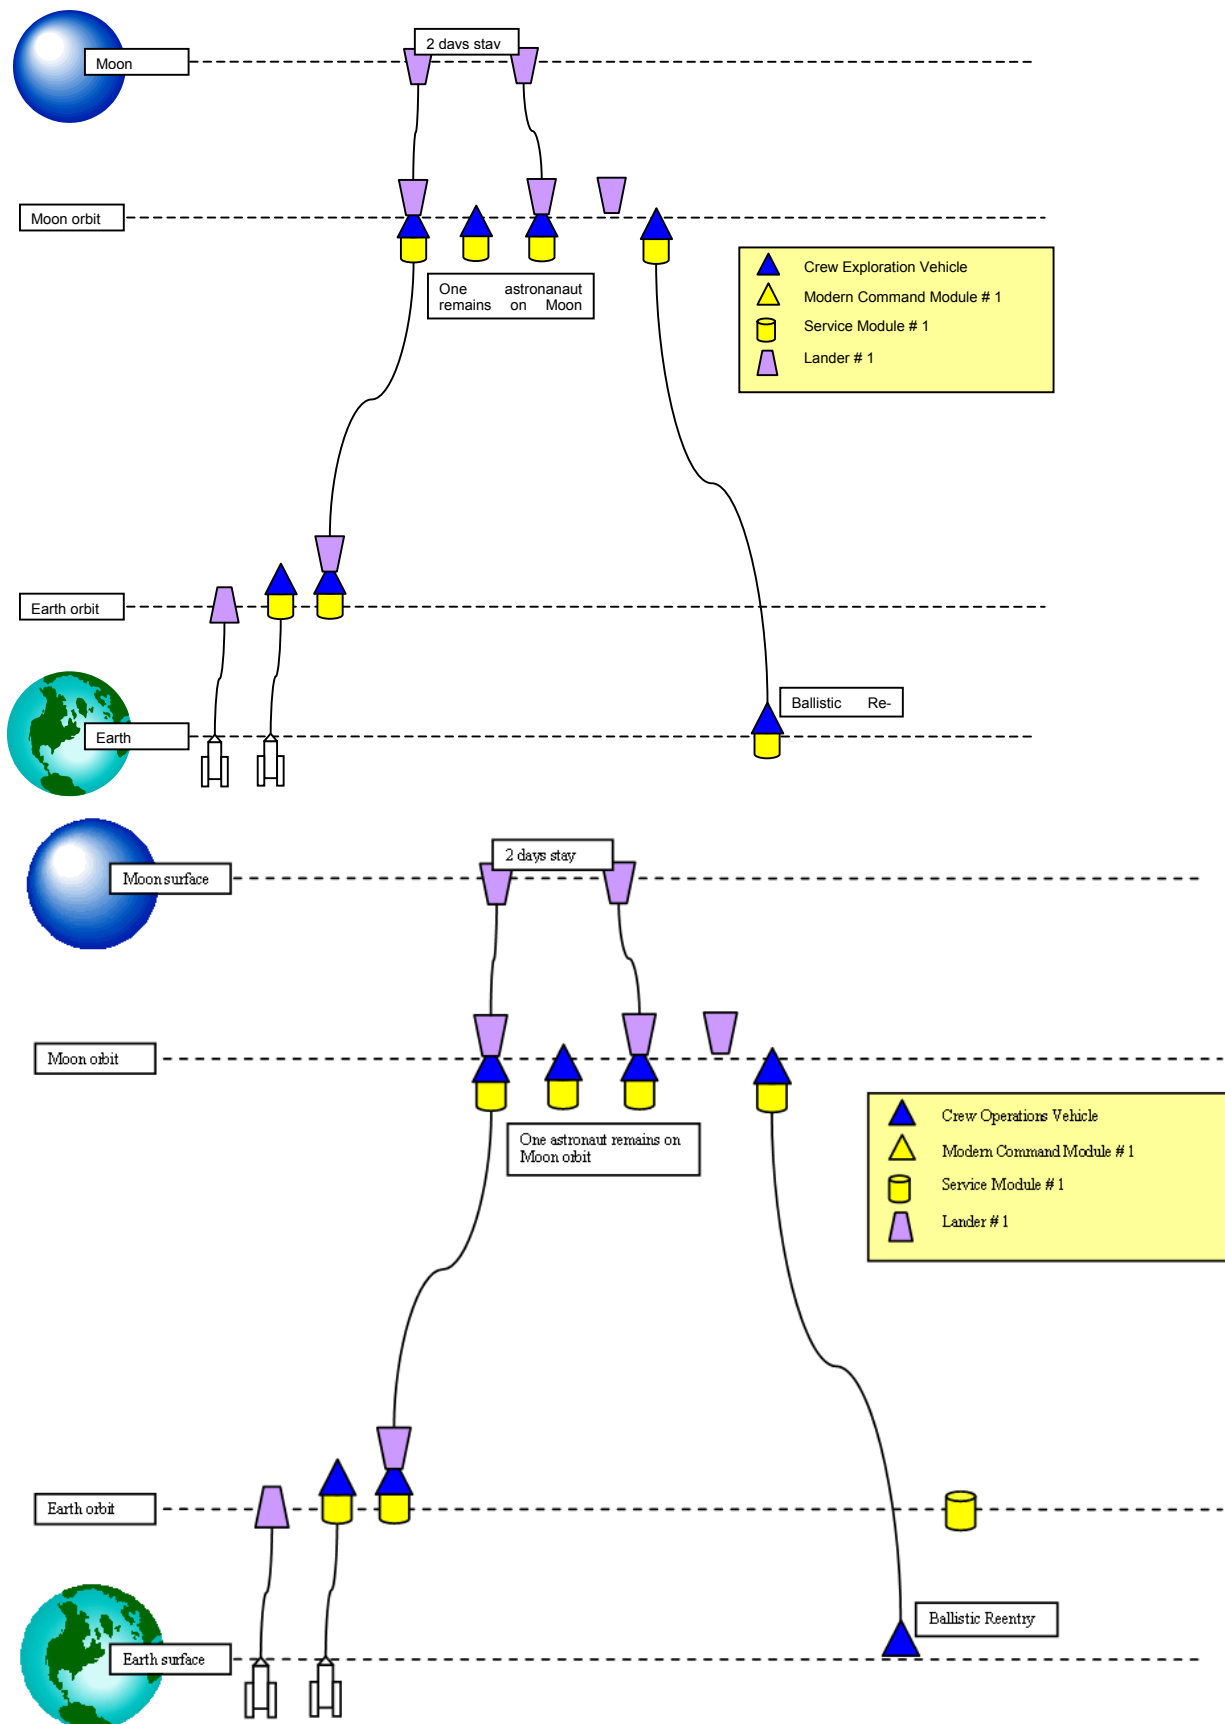 2 davs stav
Moon
Moon orbit
One astronanaut
remains on Moon
Crew Exploration Vehicle
Modern Command Module # 1
Service Module # 1
Lander # 1
Earth orbit
Ballistic Re-
Earth
2 days stay
Moon surface
Moon orbit
One astronaut remains on
Moon orbit
Crew Operations Vehicle
Modern Command Module # 1
Service Module # 1
Lander # 1
Earth orbit
Ballistic Reentry
Earth surface